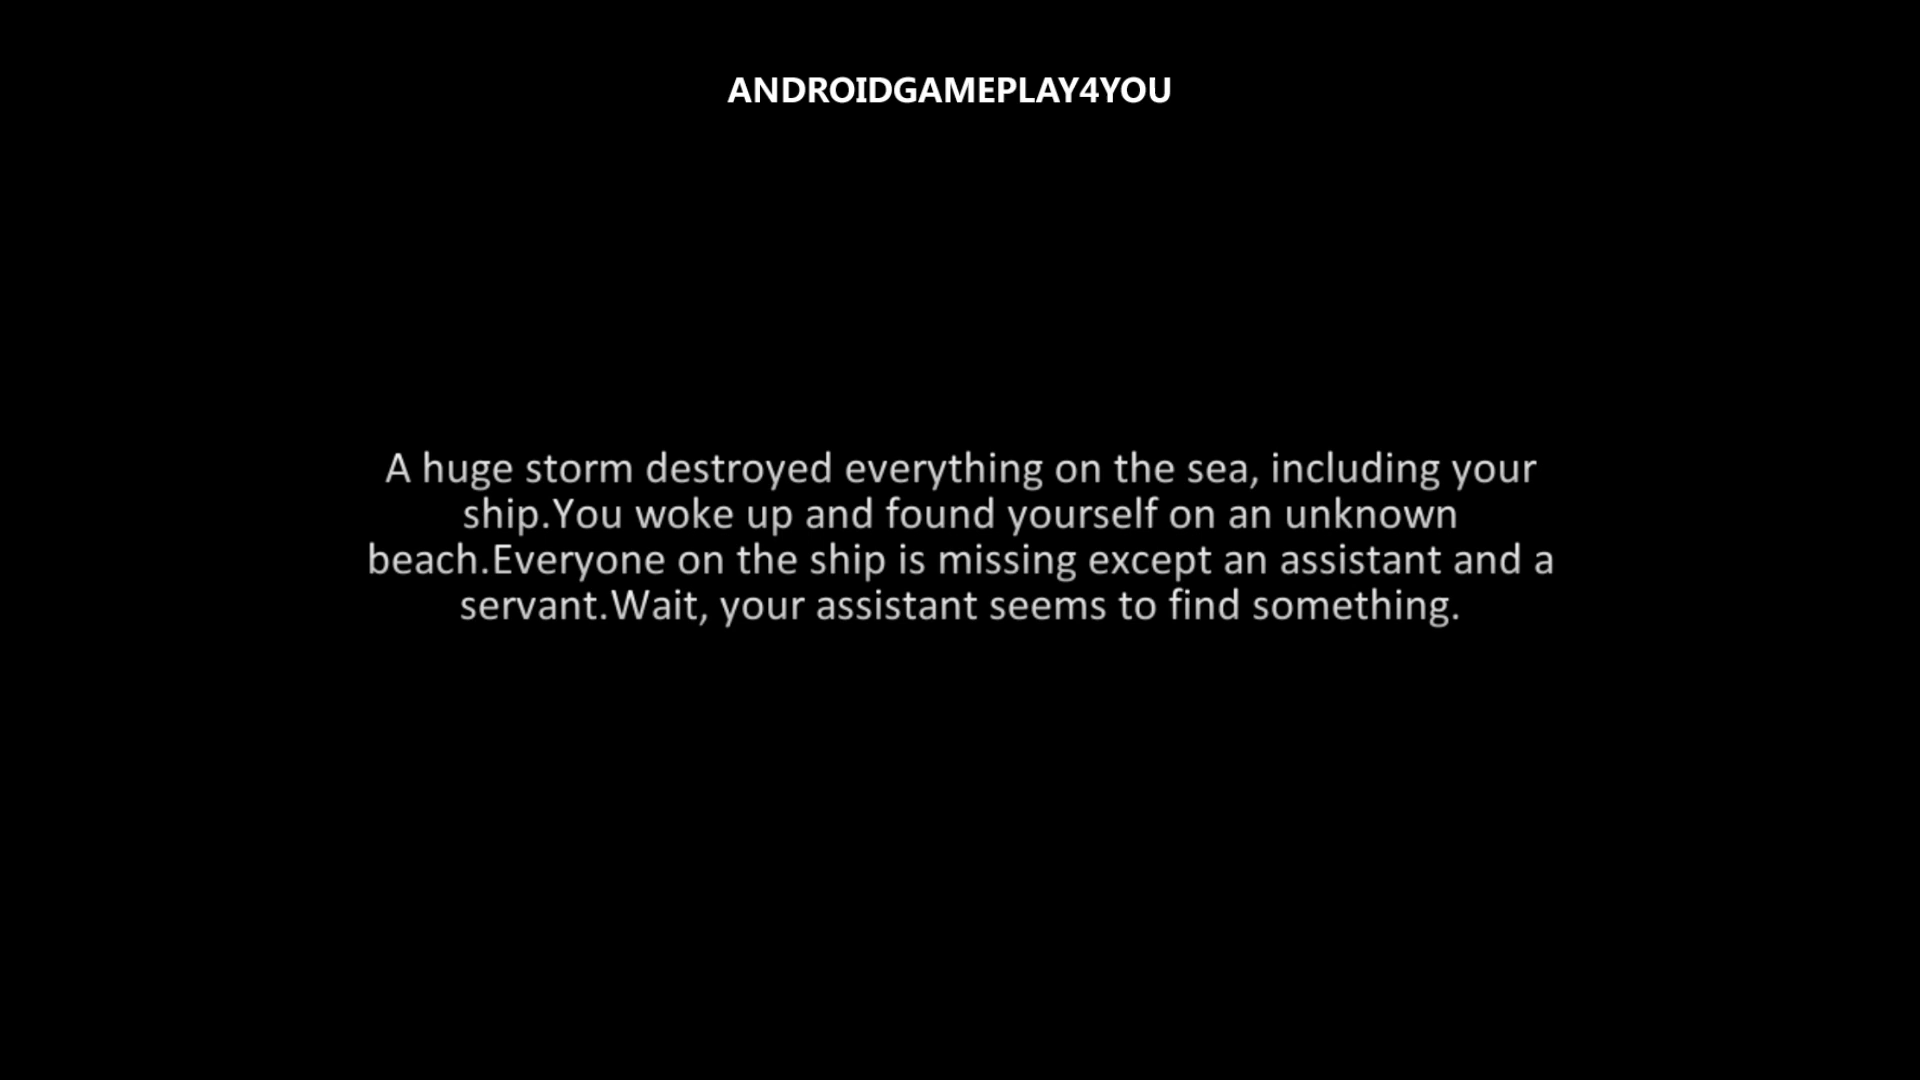 ANDROIDGAMEPLAY4YOU
A huge storm destroyed everything on the sea, including your
ship.You woke up and found yourself on an unknown
beach.Everyone on the ship is missing except an assistant and a
servant.Wait, your assistant seems to find something.